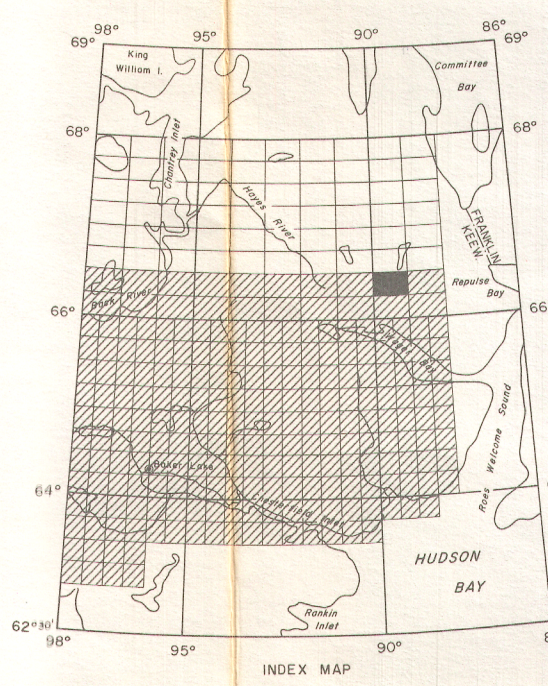 98°
95°
90°
86°
69°
69°
King
William I.
Committee
Bay
68°
68°
Chantrey Inlet
Hayes River
FRANKLIN
KEEW.
Repulse
Bay
Back River
66°
66
Wager Bay
Roes Welcome Sound
Baker Lake
64°
Chesterfield Inlet
HUDSON
BAY
Rankin
Inlet
62°30'
98°
95°
90°
8
INDEX MAP